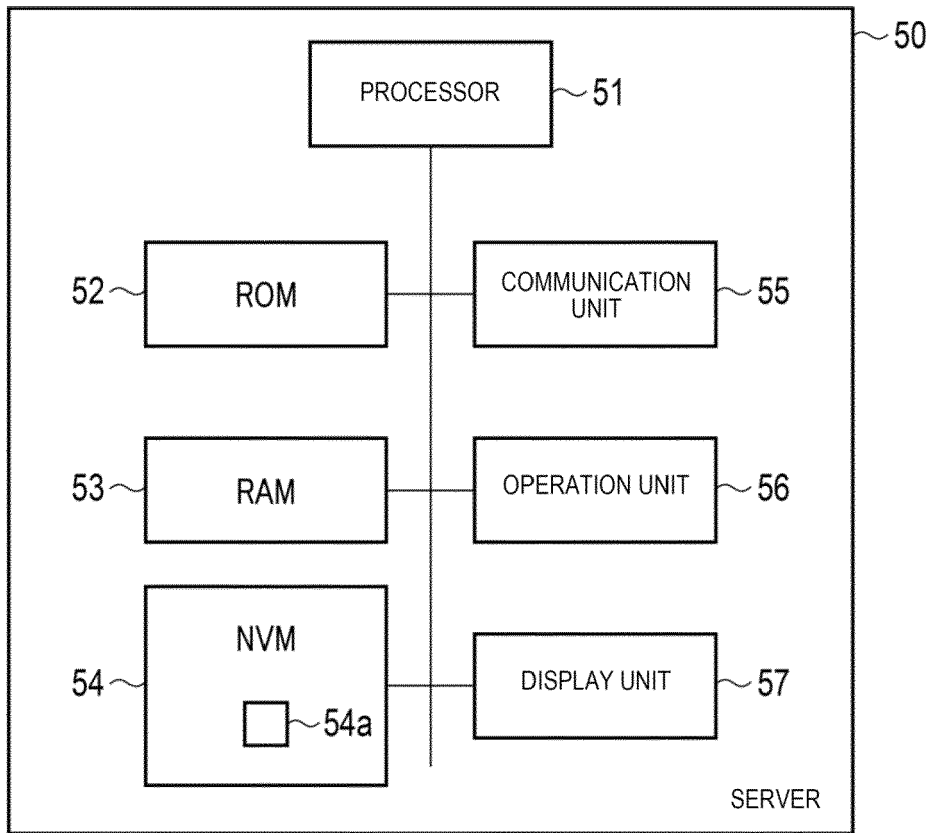 50
PROCESSOR
51
52
ROM
COMMUNICATION
UNIT
55
53
RAM
OPERATION UNIT
56
54
NVM
54a
DISPLAY UNIT
57
SERVER